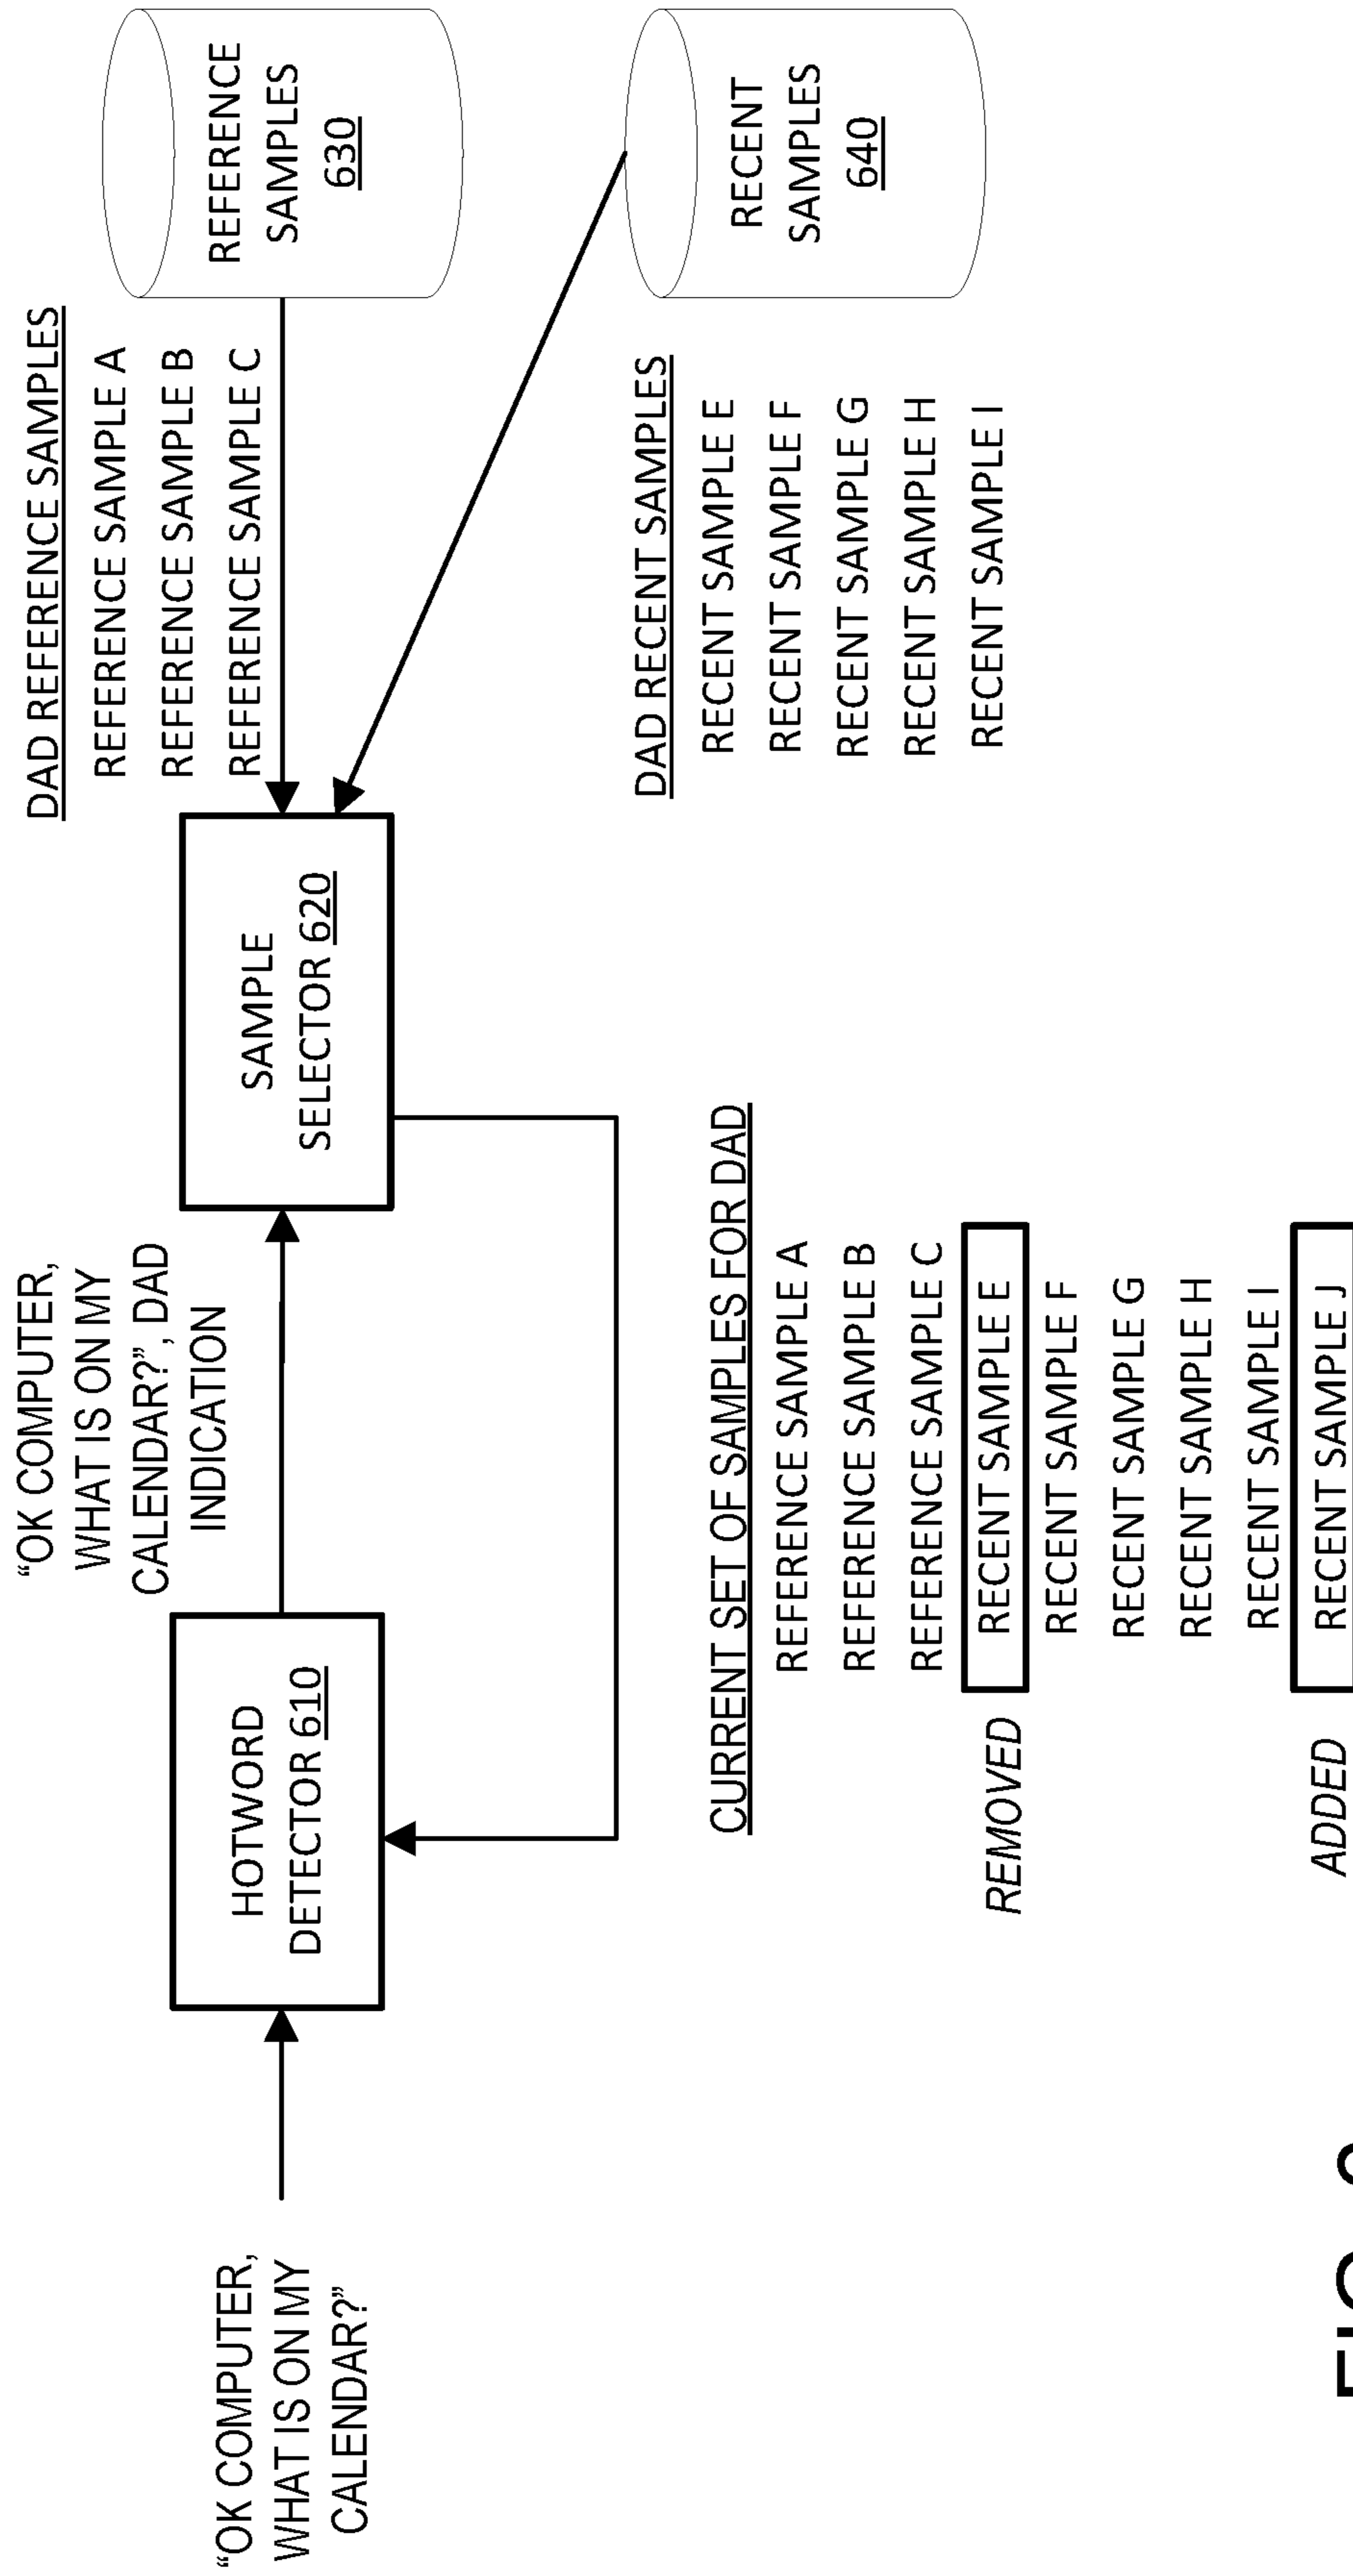 “OK COMPUTER,
WHAT IS ON MY
CALENDAR?”
HOTWORD
DETECTOR 610
“OK COMPUTER,
WHAT IS ON MY
CALENDAR?”, DAD
INDICATION
SAMPLE
SELECTOR 620
DAD REFERENCE SAMPLES
REFERENCE SAMPLE A
REFERENCE SAMPLE B
REFERENCE SAMPLE C
REFERENCE
SAMPLES
630
DAD RECENT SAMPLES
RECENT SAMPLE E
RECENT SAMPLE F
RECENT SAMPLE G
RECENT SAMPLE H
RECENT SAMPLE I
RECENT
SAMPLES
640
CURRENT SET OF SAMPLES FOR DAD
REFERENCE SAMPLE A
REFERENCE SAMPLE B
REFERENCE SAMPLE C
REMOVED
RECENT SAMPLE E
RECENT SAMPLE F
RECENT SAMPLE G
RECENT SAMPLE H
RECENT SAMPLE I
ADDED
RECENT SAMPLE J
FIG.